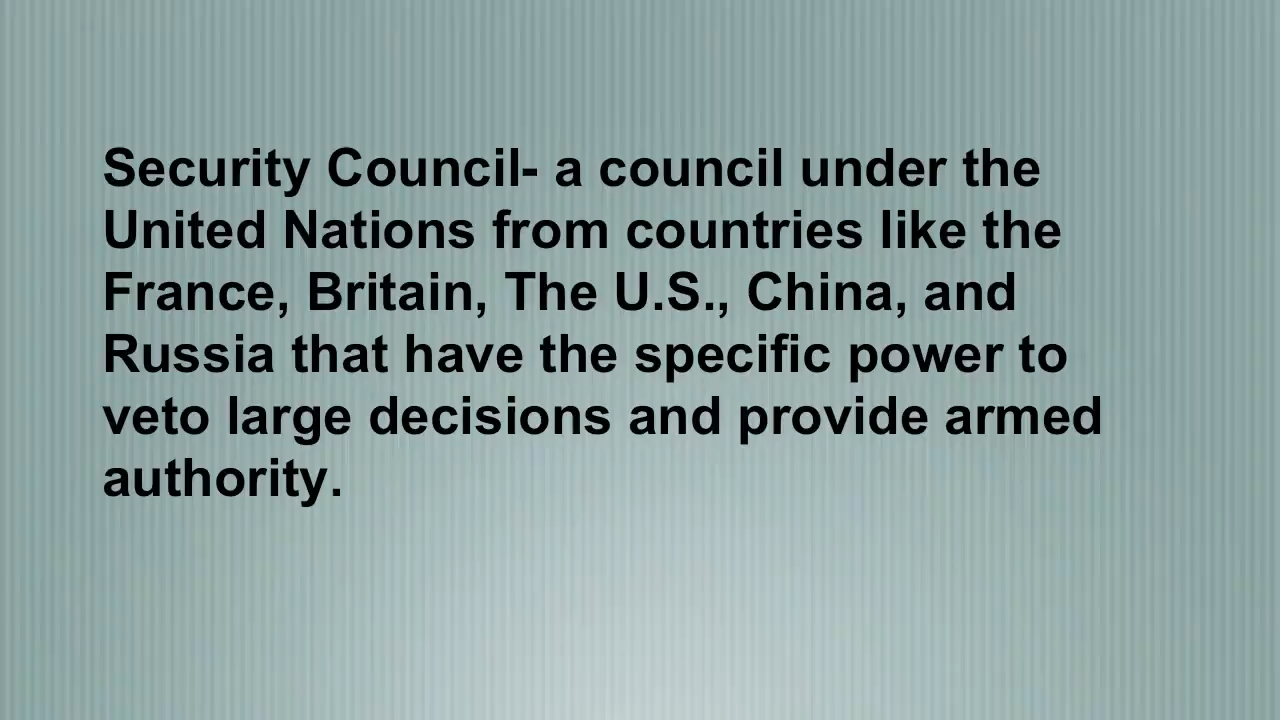 Security Council- a council under the
United Nations from countries like the
France, Britain, The U.S., China, and
Russia that have the specific power to
veto large decisions and provide armed
authority.